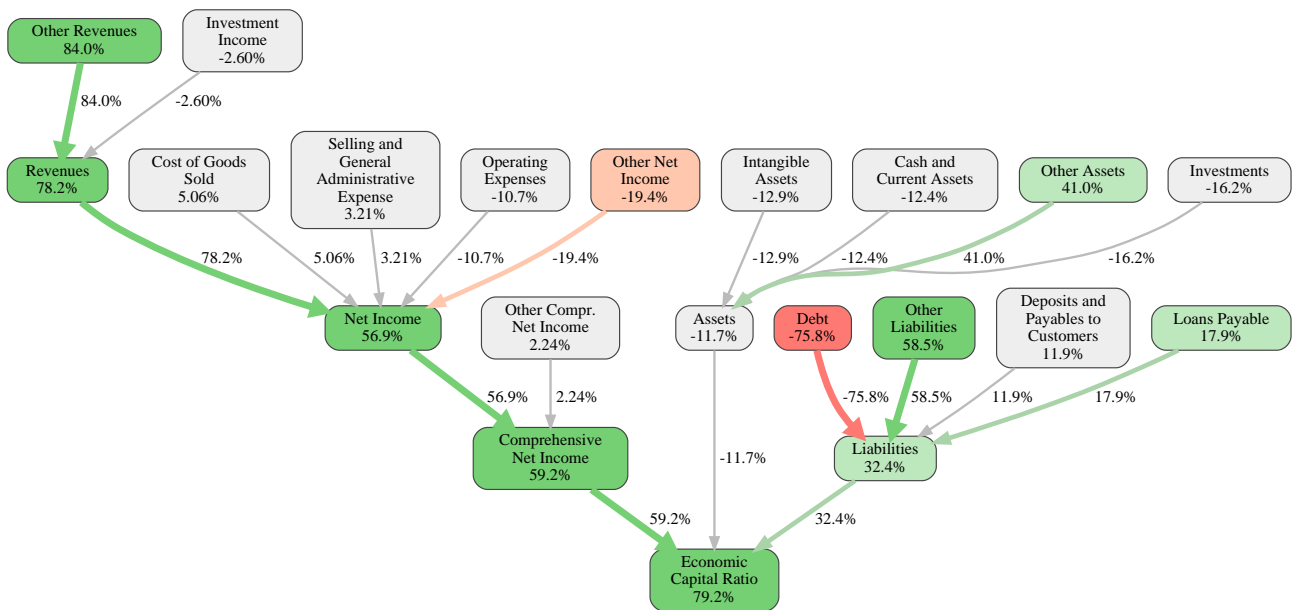 Other Revenues
84.0%
Investment
Income
-2.60%
84.0%
-2.60%
Revenues
78.2%
Cost of Goods
Sold
5.06%
Selling and
General
Administrative
Expense
3.21%
Operating
Expenses
-10.7%
Other Net
Income
-19.4%
Intangible
Assets
-12.9%
Cash and
Current Assets
-12.4%
Other Assets
41.0%
Investments
-16.2%
78.2%
5.06%
3.21%
-10.7%
-19.4%
-12.9%
-12.4%
41.0%
-16.2%
Net Income
56.9%
Other Compr.
Net Income
2.24%
Assets
-11.7%
Debt
-75.8%
Other
Liabilities
58.5%
Deposits and
Payables to
Customers
11.9%
Loans Payable
17.9%
56.9%
2.24%
-75.8%
58.5%
11.9%
17.9%
Comprehensive
Net Income
59.2%
-11.7%
Liabilities
32.4%
59.2%
32.4%
Economic
Capital Ratio
79.2%